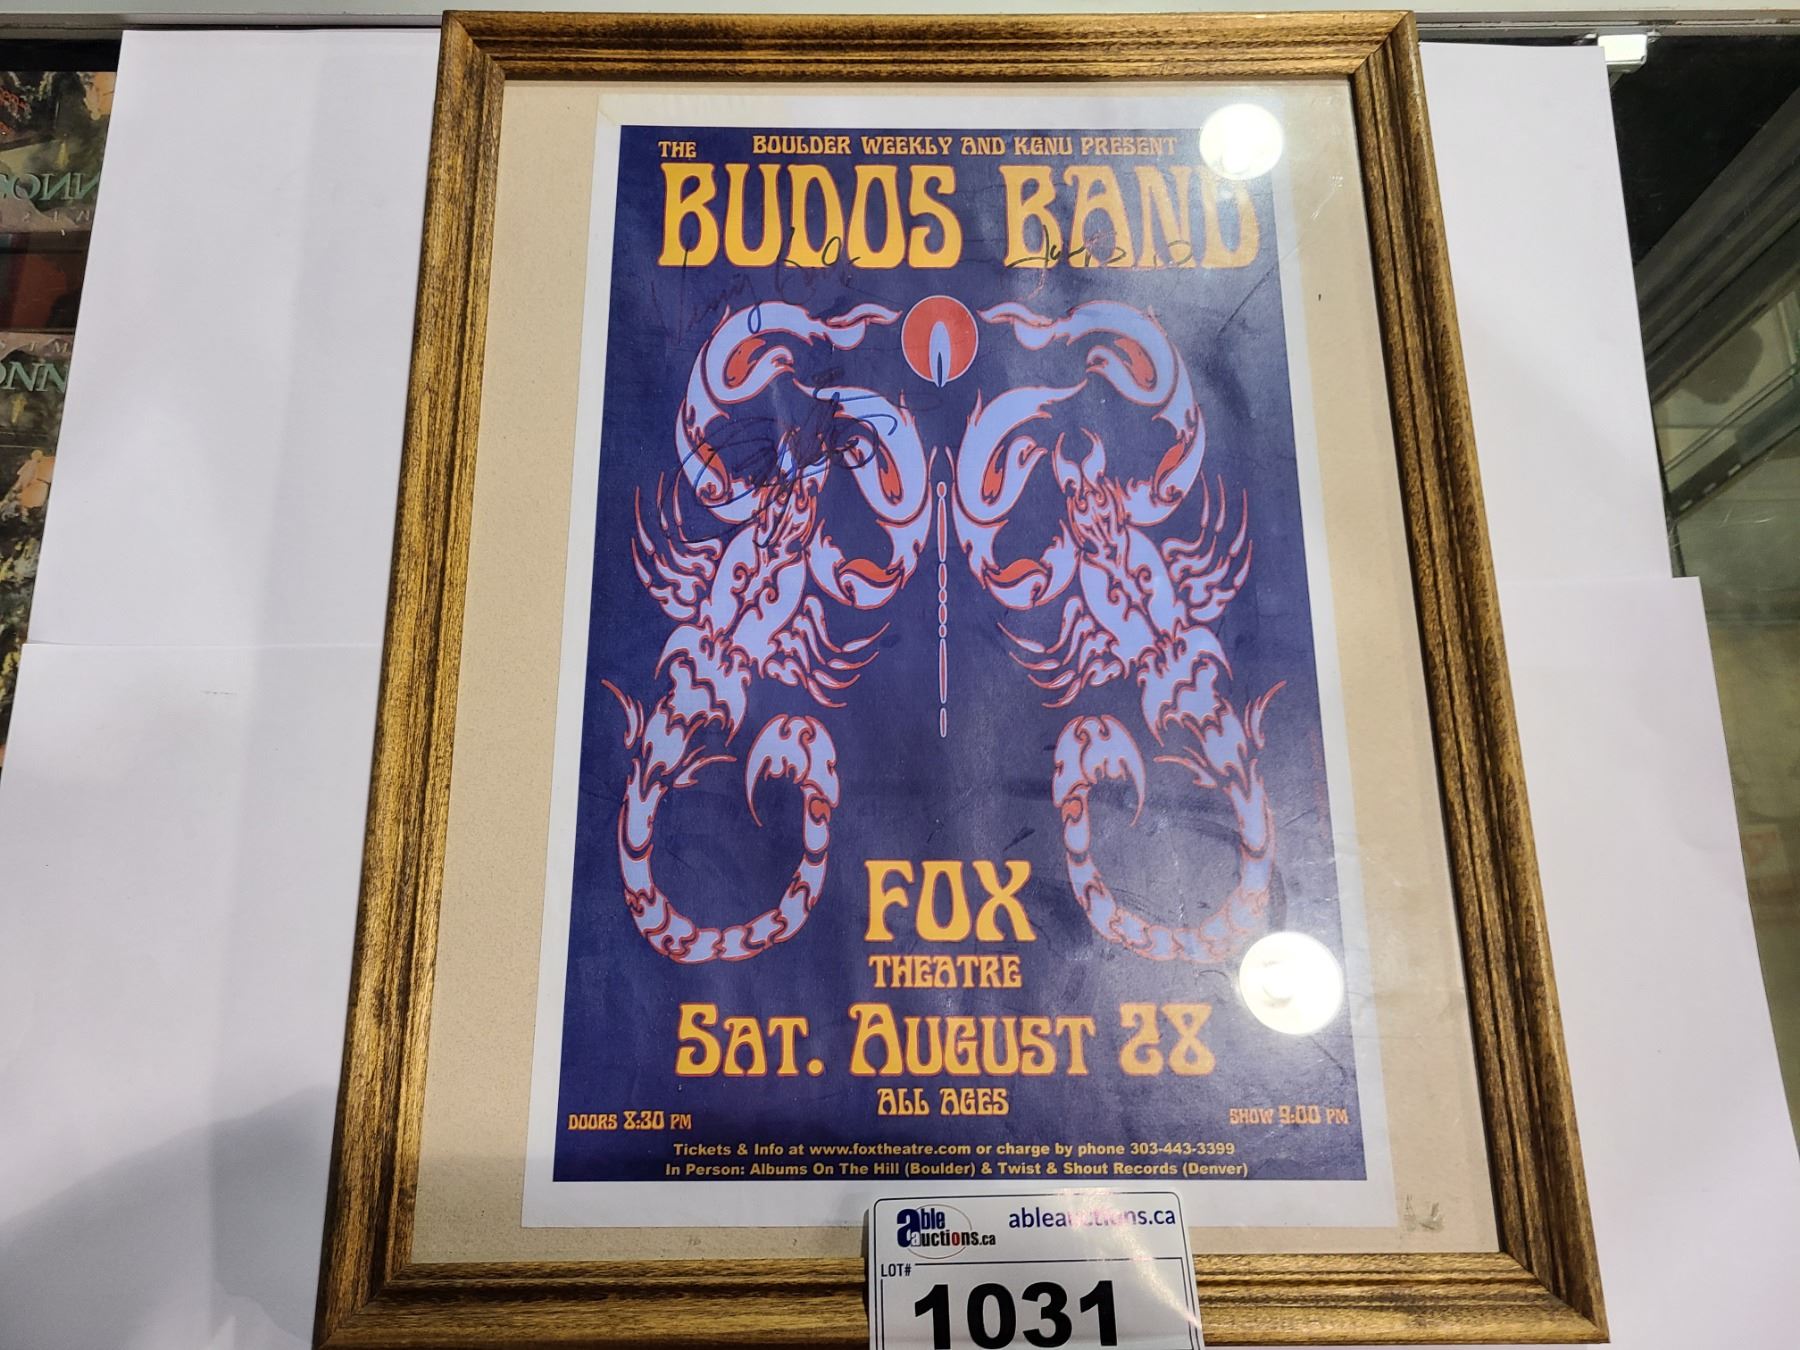 BOULDER WEEKLY AND KGNU PRESENT
THE
BUDOS BAND
FOX
THEATRE
SAT. AUGUST 28
ALL AGES
DOORS 8:30 PM
SHOW 9:00 PM
Tickets & Info at www.foxtheatre.com or charge by phone 303-443-3399
In Person: Albums On The Hill (Boulder) & Twist & Shout Records (Denver)
able auctions.ca
ableauctions.ca
LOT#
1031